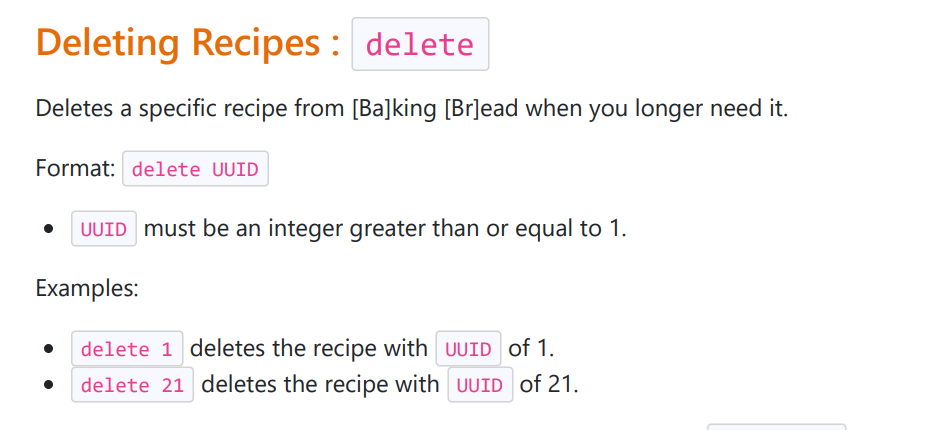 Deleting Recipes : delete
Deletes a specific recipe from [Ba]king [Br]ead when you longer need it.
Format: delete UUID
• UUID must be an integer greater than or equal to 1.
Examples:
• delete 1 deletes the recipe with UUID of 1.
• delete 21 deletes the recipe with UUID of 21.